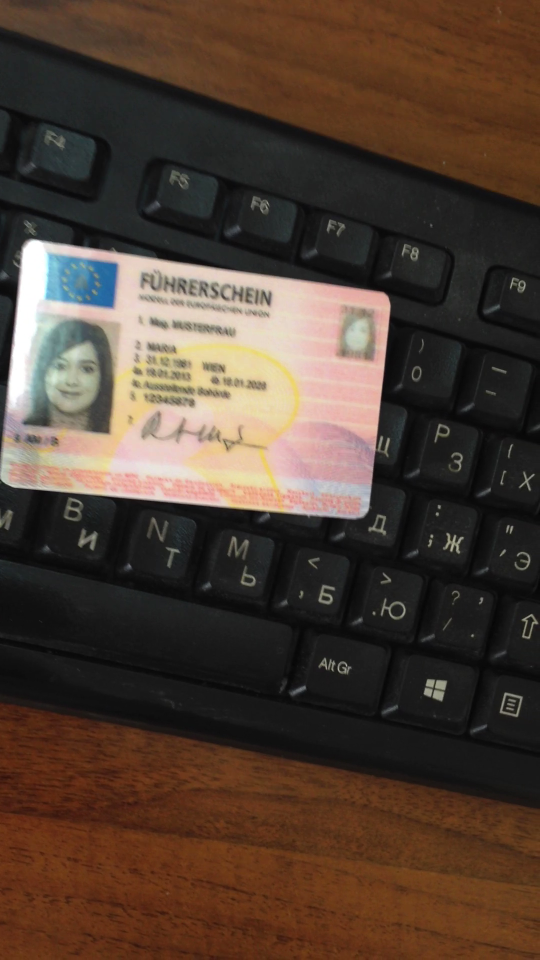 F4
F5
F6
F7
F8
F9
FÜHRERSCHEIN
MODELL DER EUROPÄISCHEN UNION
1. Mag. MUSTERFRAU
2. MARIA
3. 31.12.1981 WIEN
4a. 19.01.2013 4b. 18.01.2028
4c. Ausstellende Behörde
5. 12345678
7.
9. AM / B
%
)
0
_
Щ
P З
{ [ Х
Д
: ; Ж
" ' Э
М
B И
N Т
M Ь
< , Б
> . Ю
? , / .
Alt Gr